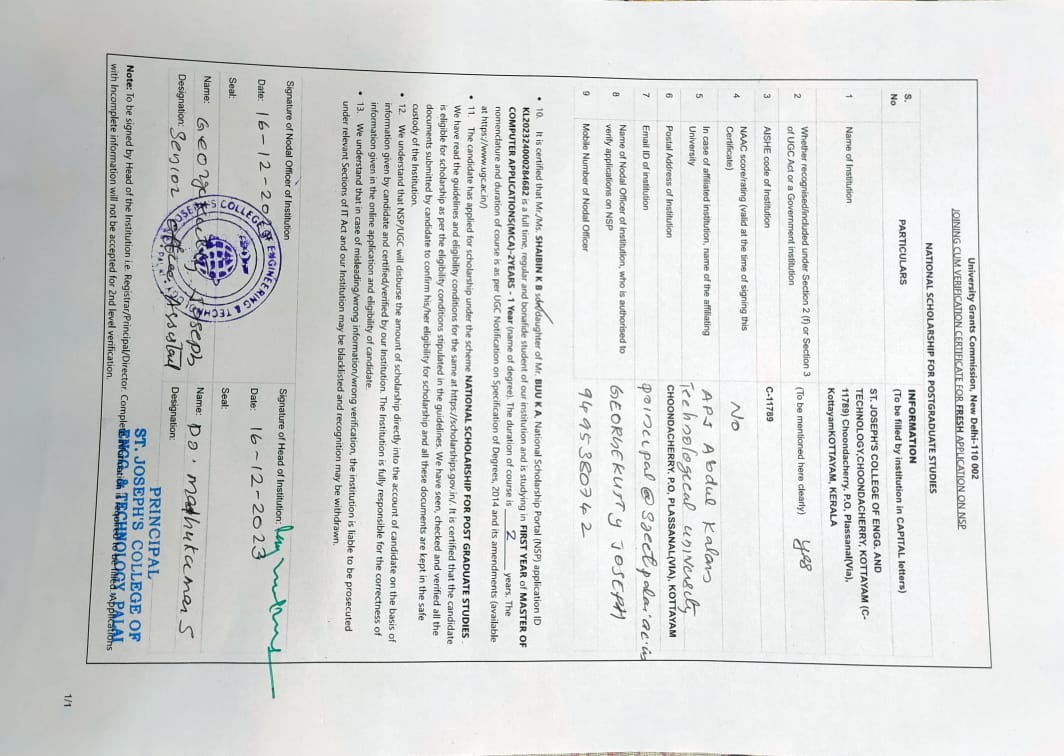 University Grants Commission, New Delhi-110 002
JOINING CUM VERIFICATION CERTIFICATE FOR FRESH APPLICATION ON NSP
NATIONAL SCHOLARSHIP FOR POSTGRADUATE STUDIES
S. No PARTICULARS INFORMATION
(To be filled by institution in CAPITAL letters)
1 Name of Institution ST. JOSEPH'S COLLEGE OF ENGG. AND
TECHNOLOGY,CHOONDACHERRY, KOTTAYAM (C-
11789) Choondacherry, P.O, Plassanal(Via),
KottayamKOTTAYAM, KERALA
2 Whether recognised/included under Section 2 (f) or Section 3
of UGC Act or a Government institution (To be mentioned here clearly) yes
3 AISHE code of Institution C-11789
4 NAAC score/rating (valid at the time of signing this
Certificate) No
5 In case of affiliated institution, name of the affiliating
University APJ Abdul Kalam
Technological University
6 Postal Address of Institution CHOONDACHERRY, P.O, PLASSANAL(VIA), KOTTAYAM
7 Email ID of institution principal@sjcetpalai.ac.in
8 Name of Nodal Officer of Institution, who is authorised to
verify applications on NSP GEORGEKUTTY JOSEPH
9 Mobile Number of Nodal Officer 9495380742
• 10. It is certified that Mr./Ms. SHABIN K B son/daughter of Mr. BIJU K A, National Scholarship Portal (NSP) application ID
KL202324000284682 is a full time, regular and bonafide student of our institution and is studying in FIRST YEAR of MASTER OF
COMPUTER APPLICATIONS(MCA)-2YEARS - 1 Year (name of degree). The duration of course is 2 years. The
nomenclature and duration of course is as per UGC Notification on Specification of Degrees, 2014 and its amendments (available
at https://www.ugc.ac.in/)
• 11. The candidate has applied for scholarship under the scheme NATIONAL SCHOLARSHIP FOR POST GRADUATE STUDIES
We have read the guidelines and eligibility conditions for the same at https://scholarships.gov.in/. It is certified that the candidate
is eligible for scholarship as per the eligibility conditions stipulated in the guidelines. We have seen, checked and verified all the
documents submitted by candidate to confirm his/her eligibility for scholarship and all these documents are kept in the safe
custody of the Institution.
• 12. We understand that NSP/UGC will disburse the amount of scholarship directly into the account of candidate on the basis of
information given by candidate and certified/verified by our Institution. The Institution is fully responsible for the correctness of
information given in the online application and eligibility of candidate.
• 13. We understand that in case of misleading/wrong information/wrong verification, the institution is liable to be prosecuted
under relevant Sections of IT Act and our Institution may be blacklisted and recognition may be withdrawn.
Signature of Nodal Officer of Institution Signature of Head of Institution:
Date: 16-12-20 Date: 16-12-2023
Seal: Seal:
Name: Georgekutty Joseph Name: Dr. Madhukumar S
Designation: Senior Office Assistant Designation:
ST. JOSEPH'S COLLEGE OF ENGINEERING & TECHNOLOGY
PRINCIPAL
ST. JOSEPH'S COLLEGE OF
ENGG. & TECHNOLOGY, PALAI
Note: To be signed by Head of the Institution i.e. Registrar/Principal/Director. Complete information is required to be filled. Applications
with Incomplete information will not be accepted for 2nd level verification.
1/1